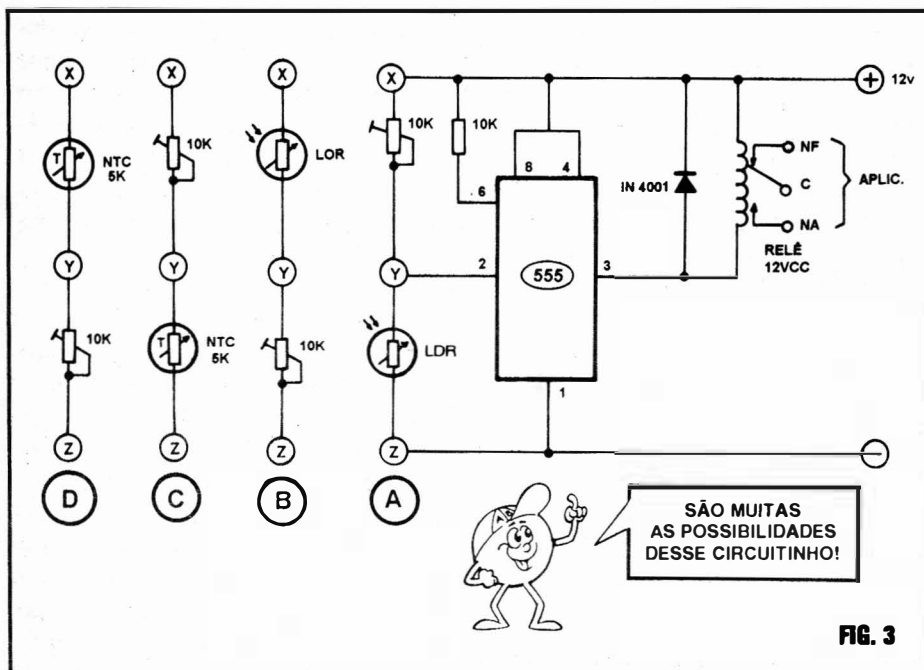 X
X
X
X
+ 12v
10K
10K
8
4
NF
T
NTC
5K
10K
LOR
6
IN 4001
C
APLIC.
NA
RELÊ
12VCC
Y
Y
Y
Y
2
555
3
10K
T
NTC
5K
10K
LDR
1
Z
Z
Z
Z
D
C
B
A
SÃO MUITAS
AS POSSIBILIDADES
DESSE CIRCUITINHO!
FIG. 3